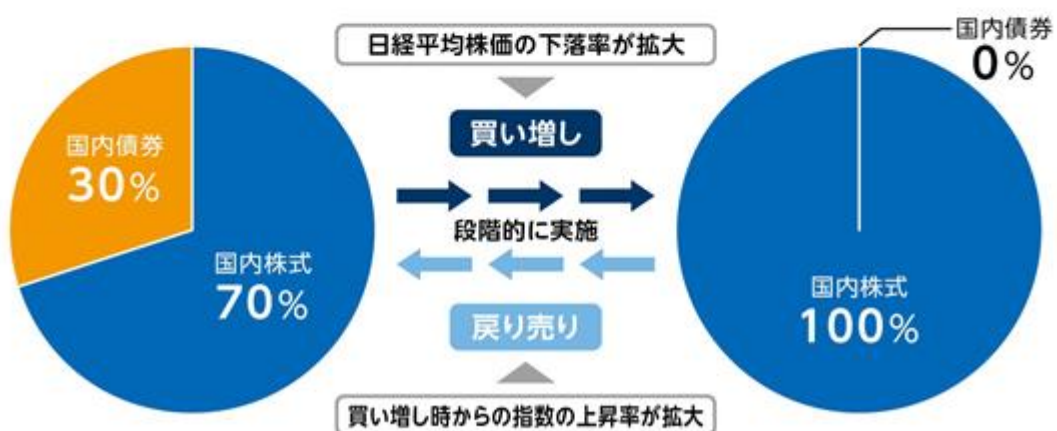 日経平均株価の下落率が拡大
国内債券
0%
買い増し
国内債券
30%
段階的に実施
国内株式
70%
国内株式
100%
戻り売り
買い増し時からの指数の上昇率が拡大